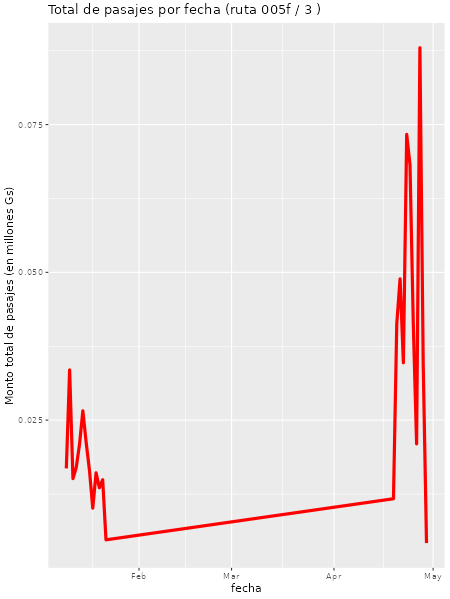 Total de pasajes por fecha (ruta 005f / 3 )
Monto total de pasajes (en millones Gs)
0.075
0.050
0.025
Feb
Mar
Apr
May
fecha